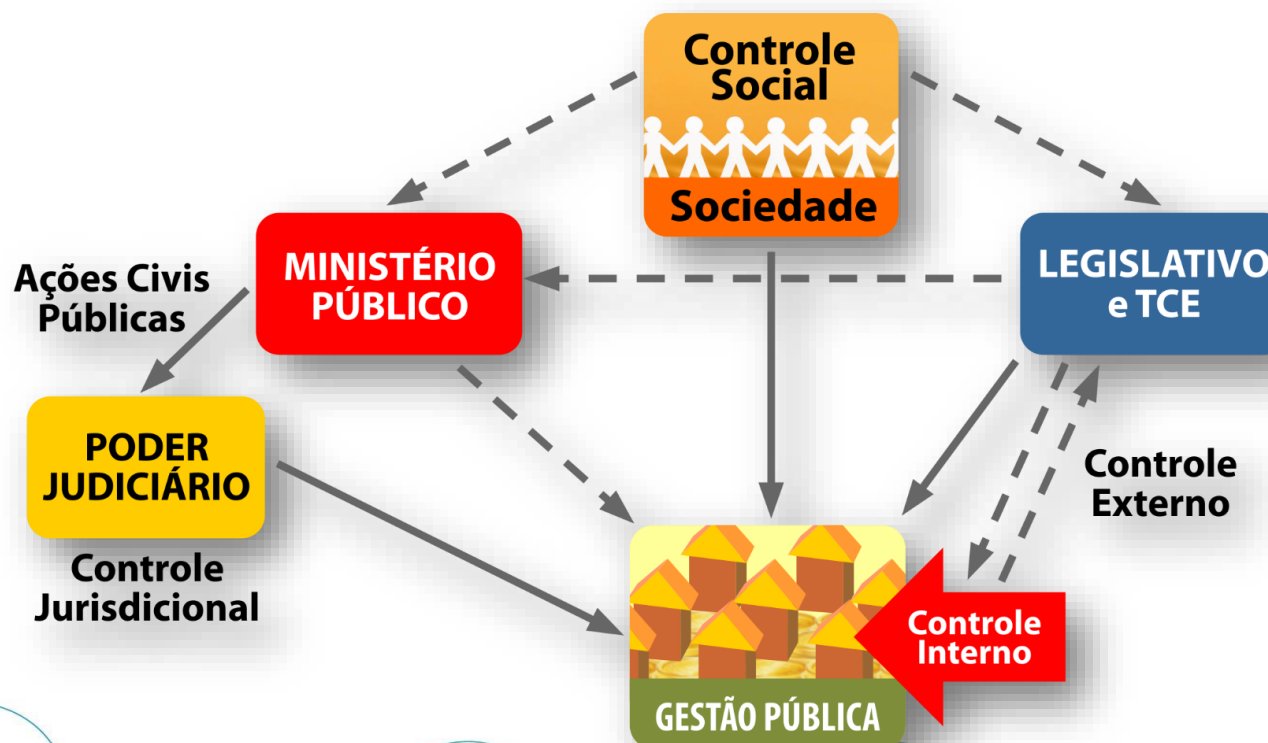 Controle
Social
Sociedade
MINISTÉRIO
PÚBLICO
LEGISLATIVO
e TCE
Ações Civis
Públicas
PODER
JUDICIÁRIO
Controle
Jurisdicional
Controle
Externo
Controle
Interno
GESTÃO PÚBLICA